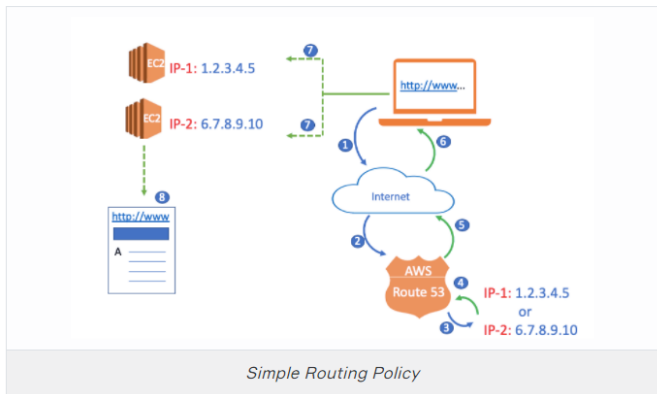 EC2 IP-1: 1.2.3.4.5
EC2 IP-2: 6.7.8.9.10
7
7
http://www...
1
6
Internet
8
http://www
A
2
5
AWS
Route 53
4
3
IP-1: 1.2.3.4.5
or
IP-2: 6.7.8.9.10
Simple Routing Policy